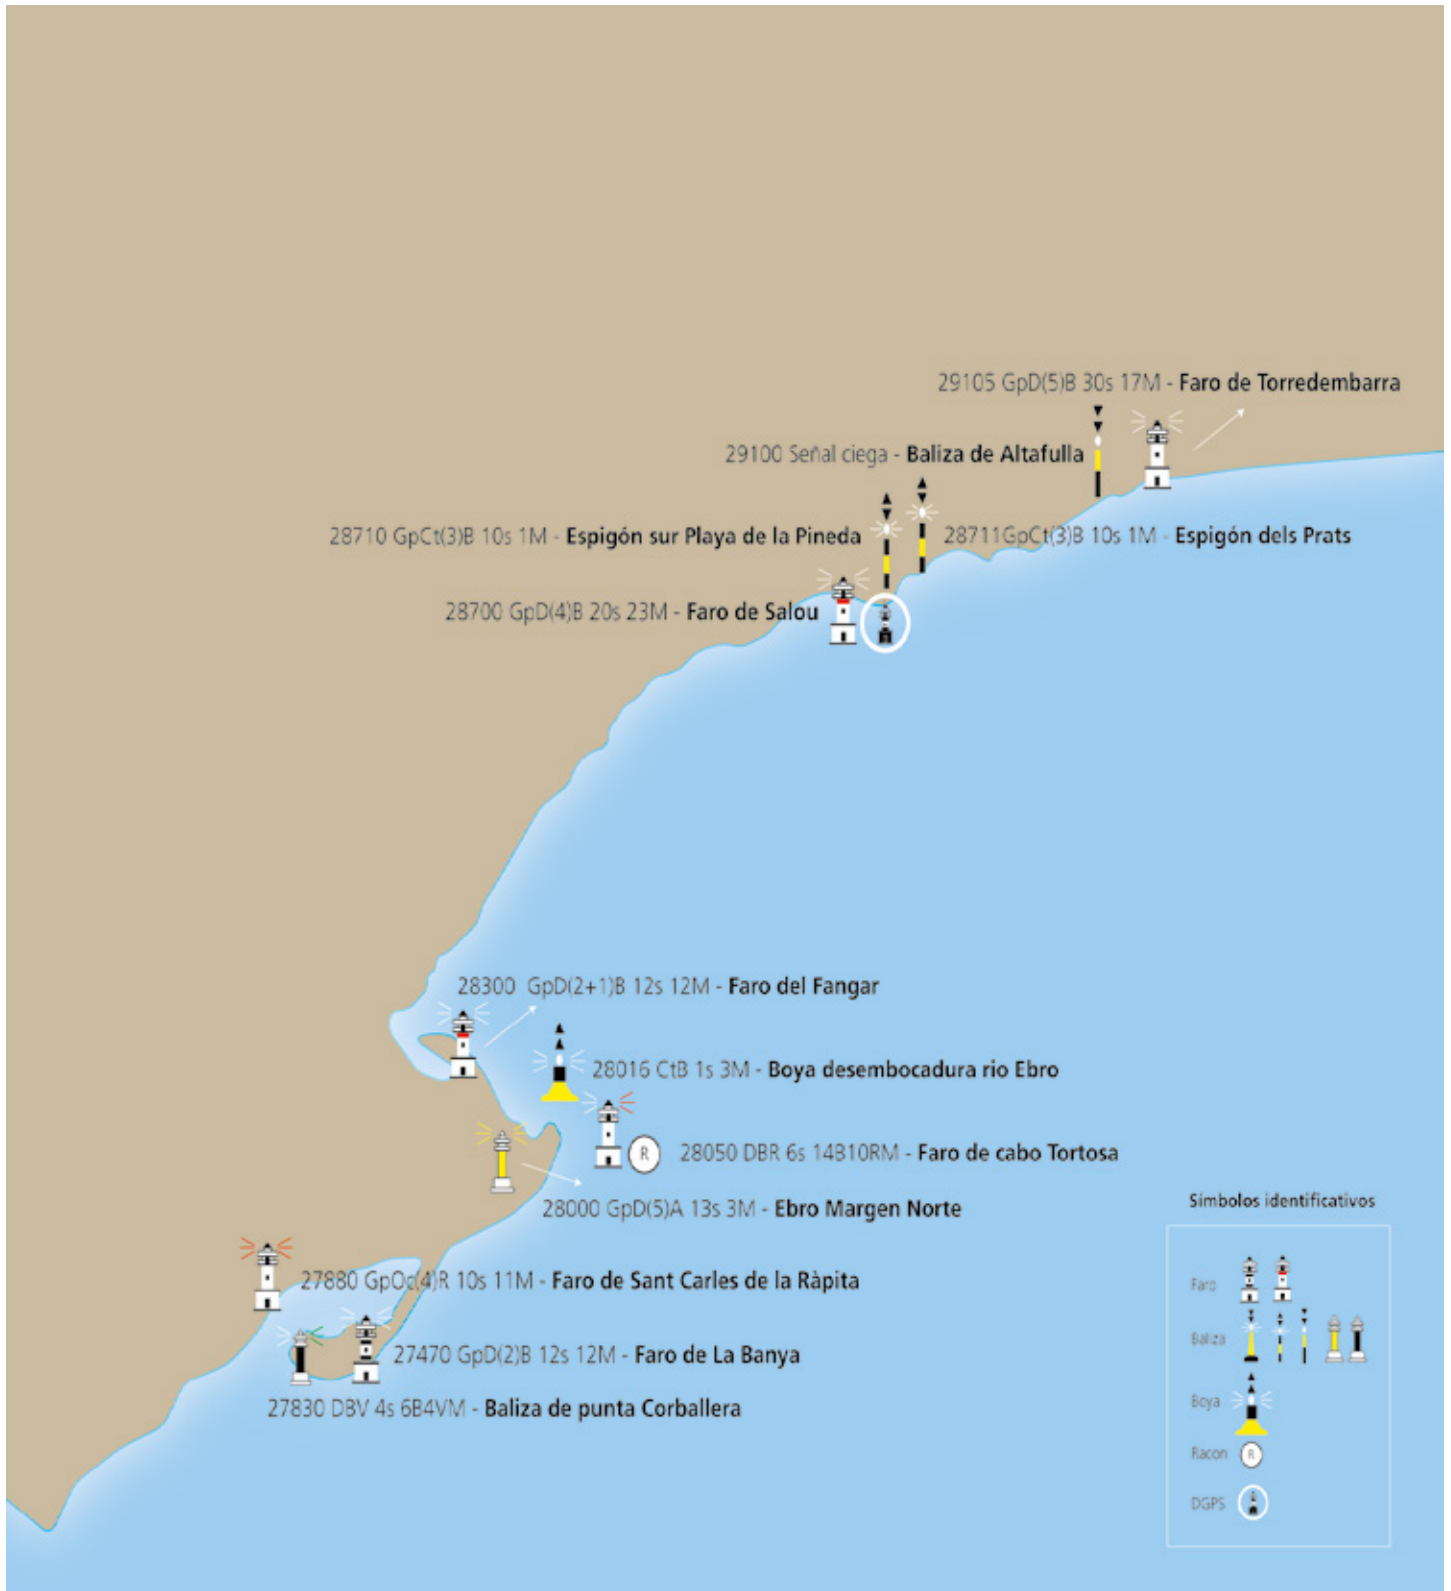 29105 GpD(5)B 30s 17M - Faro de Torredembarra
29100 Señal ciega - Baliza de Altafulla
28710 GpCt(3)B 10s 1M - Espigón sur Playa de la Pineda
28711GpCt(3)B 10s 1M - Espigón dels Prats
28700 GpD(4)B 20s 23M - Faro de Salou
28300 GpD(2+1)B 12s 12M - Faro del Fangar
28016 CtB 1s 3M - Boya desembocadura rio Ebro
R
28050 DBR 6s 14B10RM - Faro de cabo Tortosa
28000 GpD(5)A 13s 3M - Ebro Margen Norte
27880 GpOc(4)R 10s 11M - Faro de Sant Carles de la Ràpita
27470 GpD(2)B 12s 12M - Faro de La Banya
27830 DBV 4s 6B4VM - Baliza de punta Corballera
Símbolos identificativos
Faro
Baliza
Boya
Racon R
DGPS